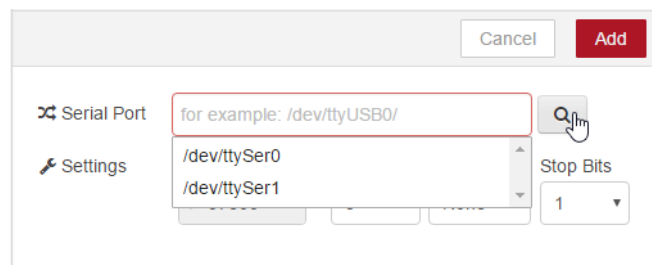 Cancel Add
Serial Port for example: /dev/ttyUSB0/
/dev/ttySer0
Settings Stop Bits
/dev/ttySer1
1